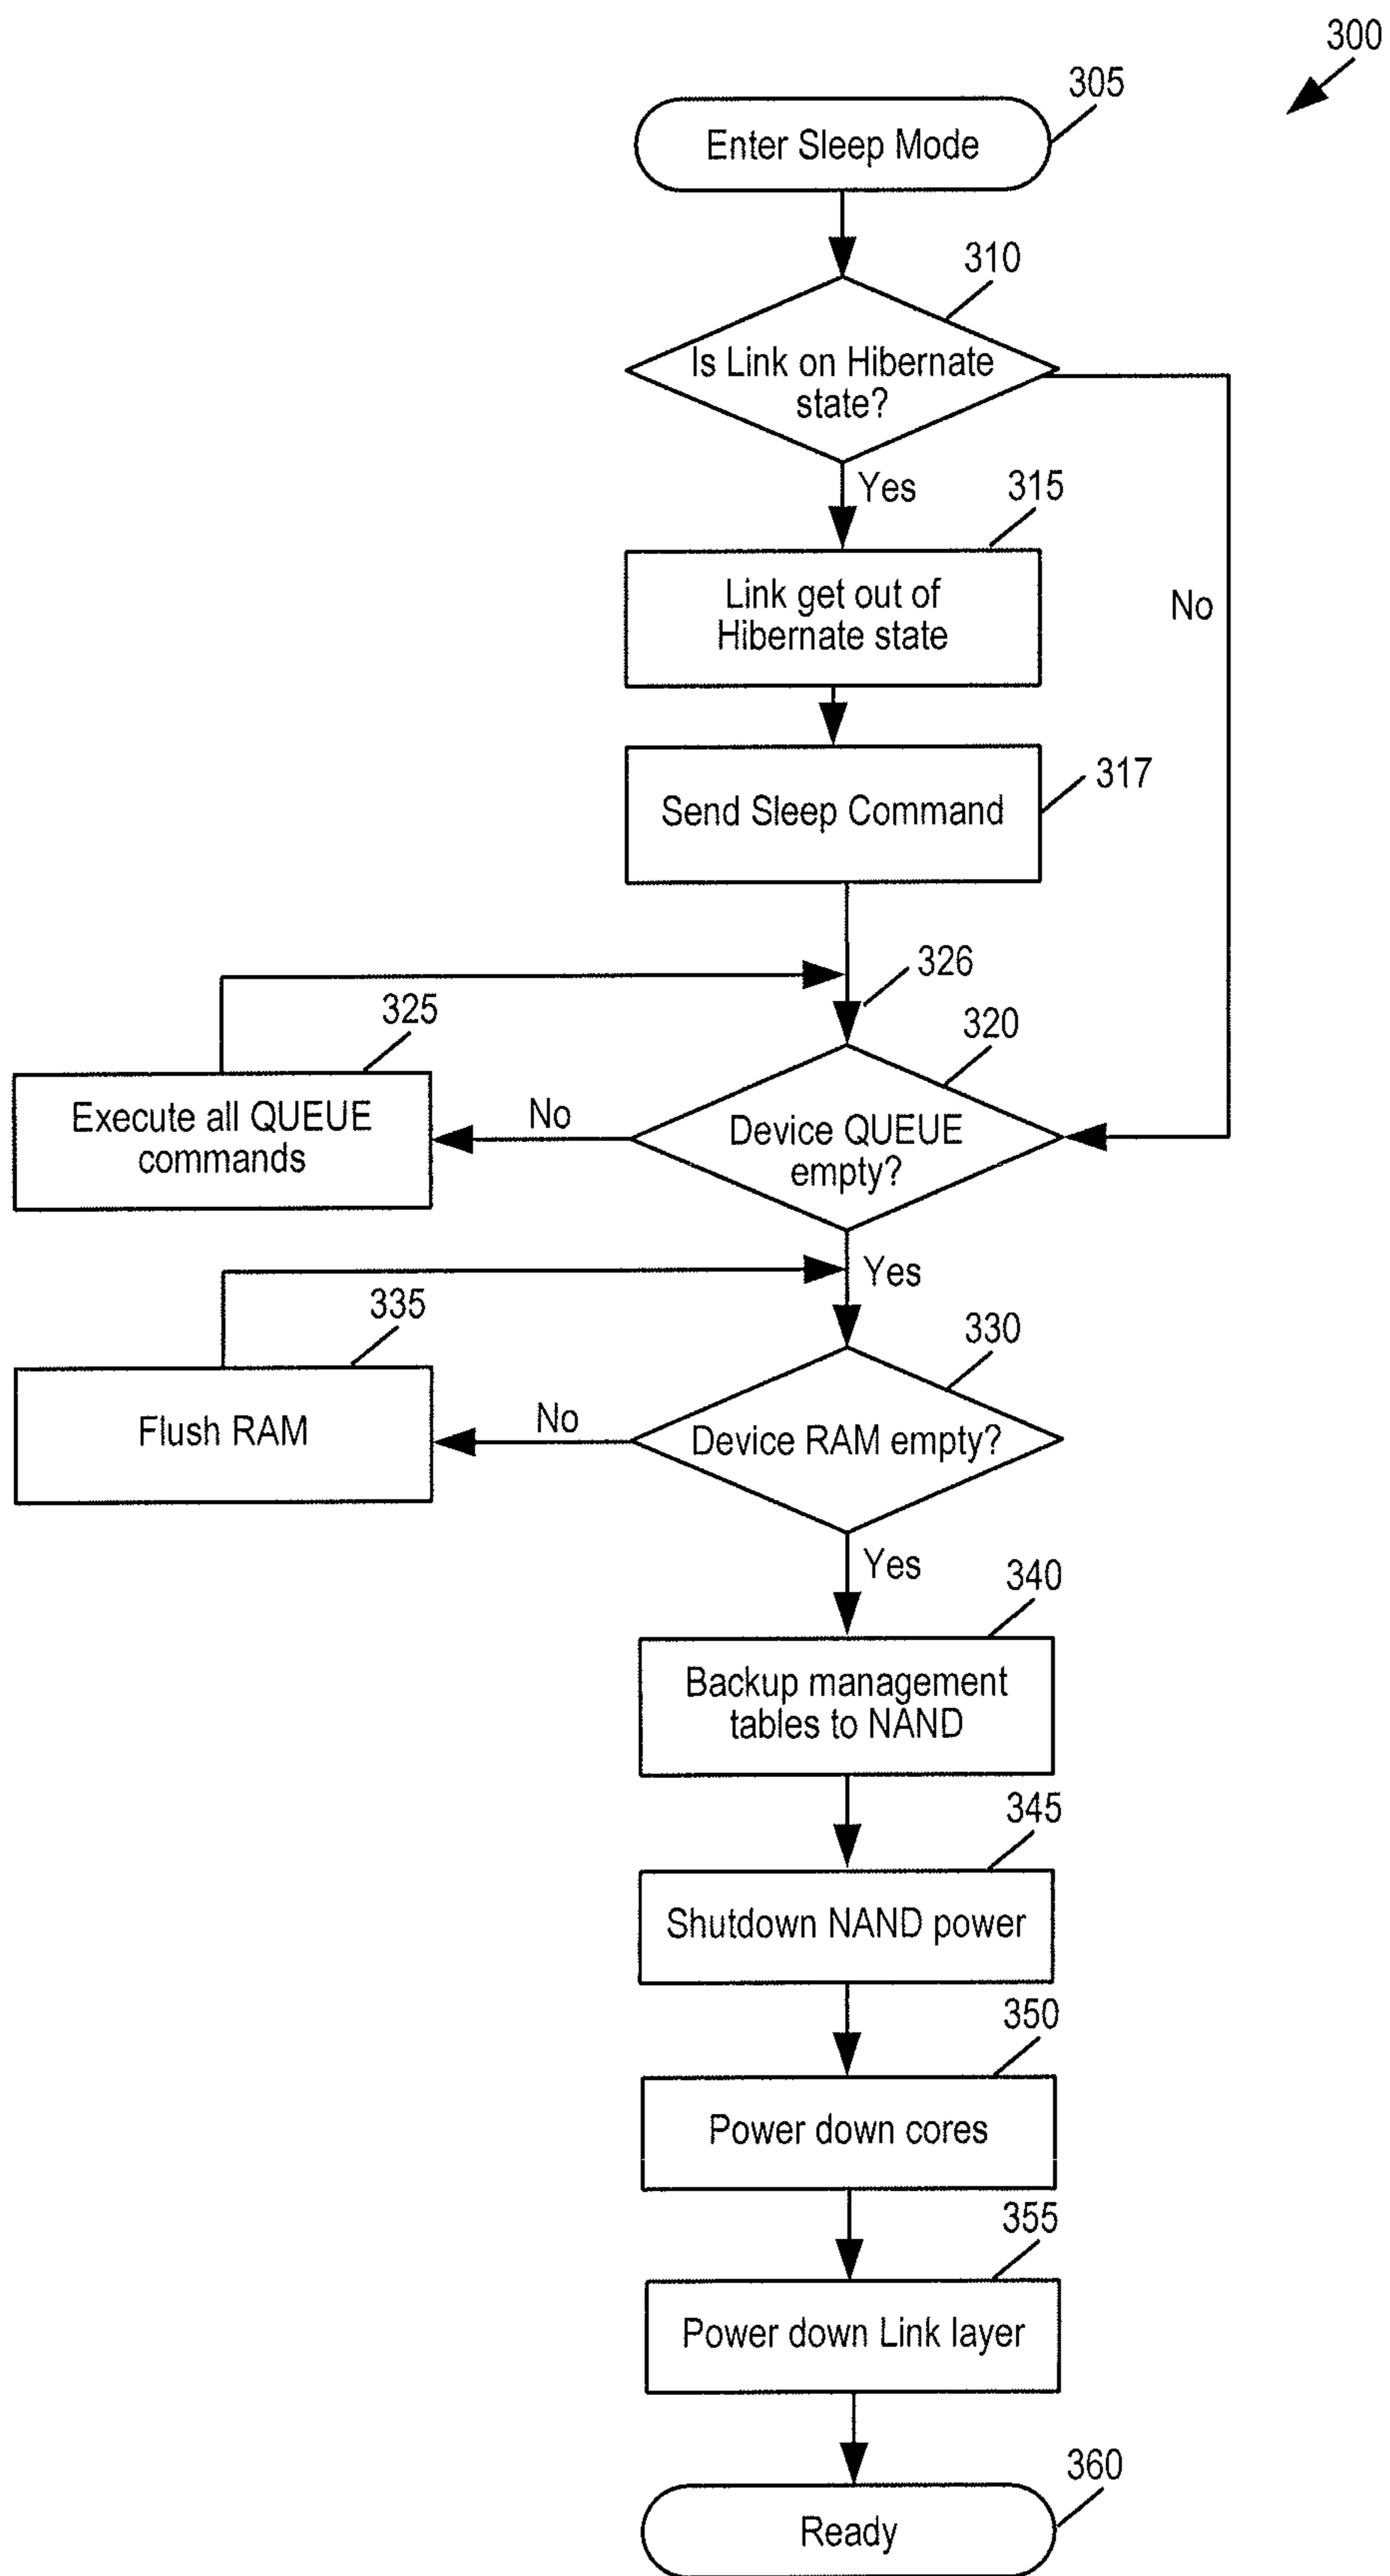 300
305
Enter Sleep Mode
310
Is Link on Hibernate
state?
Yes
315
Link get out of
Hibernate state
No
317
Send Sleep Command
326
325
320
Execute all QUEUE
commands
No
Device QUEUE
empty?
Yes
335
330
Flush RAM
No
Device RAM empty?
Yes
340
Backup management
tables to NAND
345
Shutdown NAND power
350
Power down cores
355
Power down Link layer
360
Ready